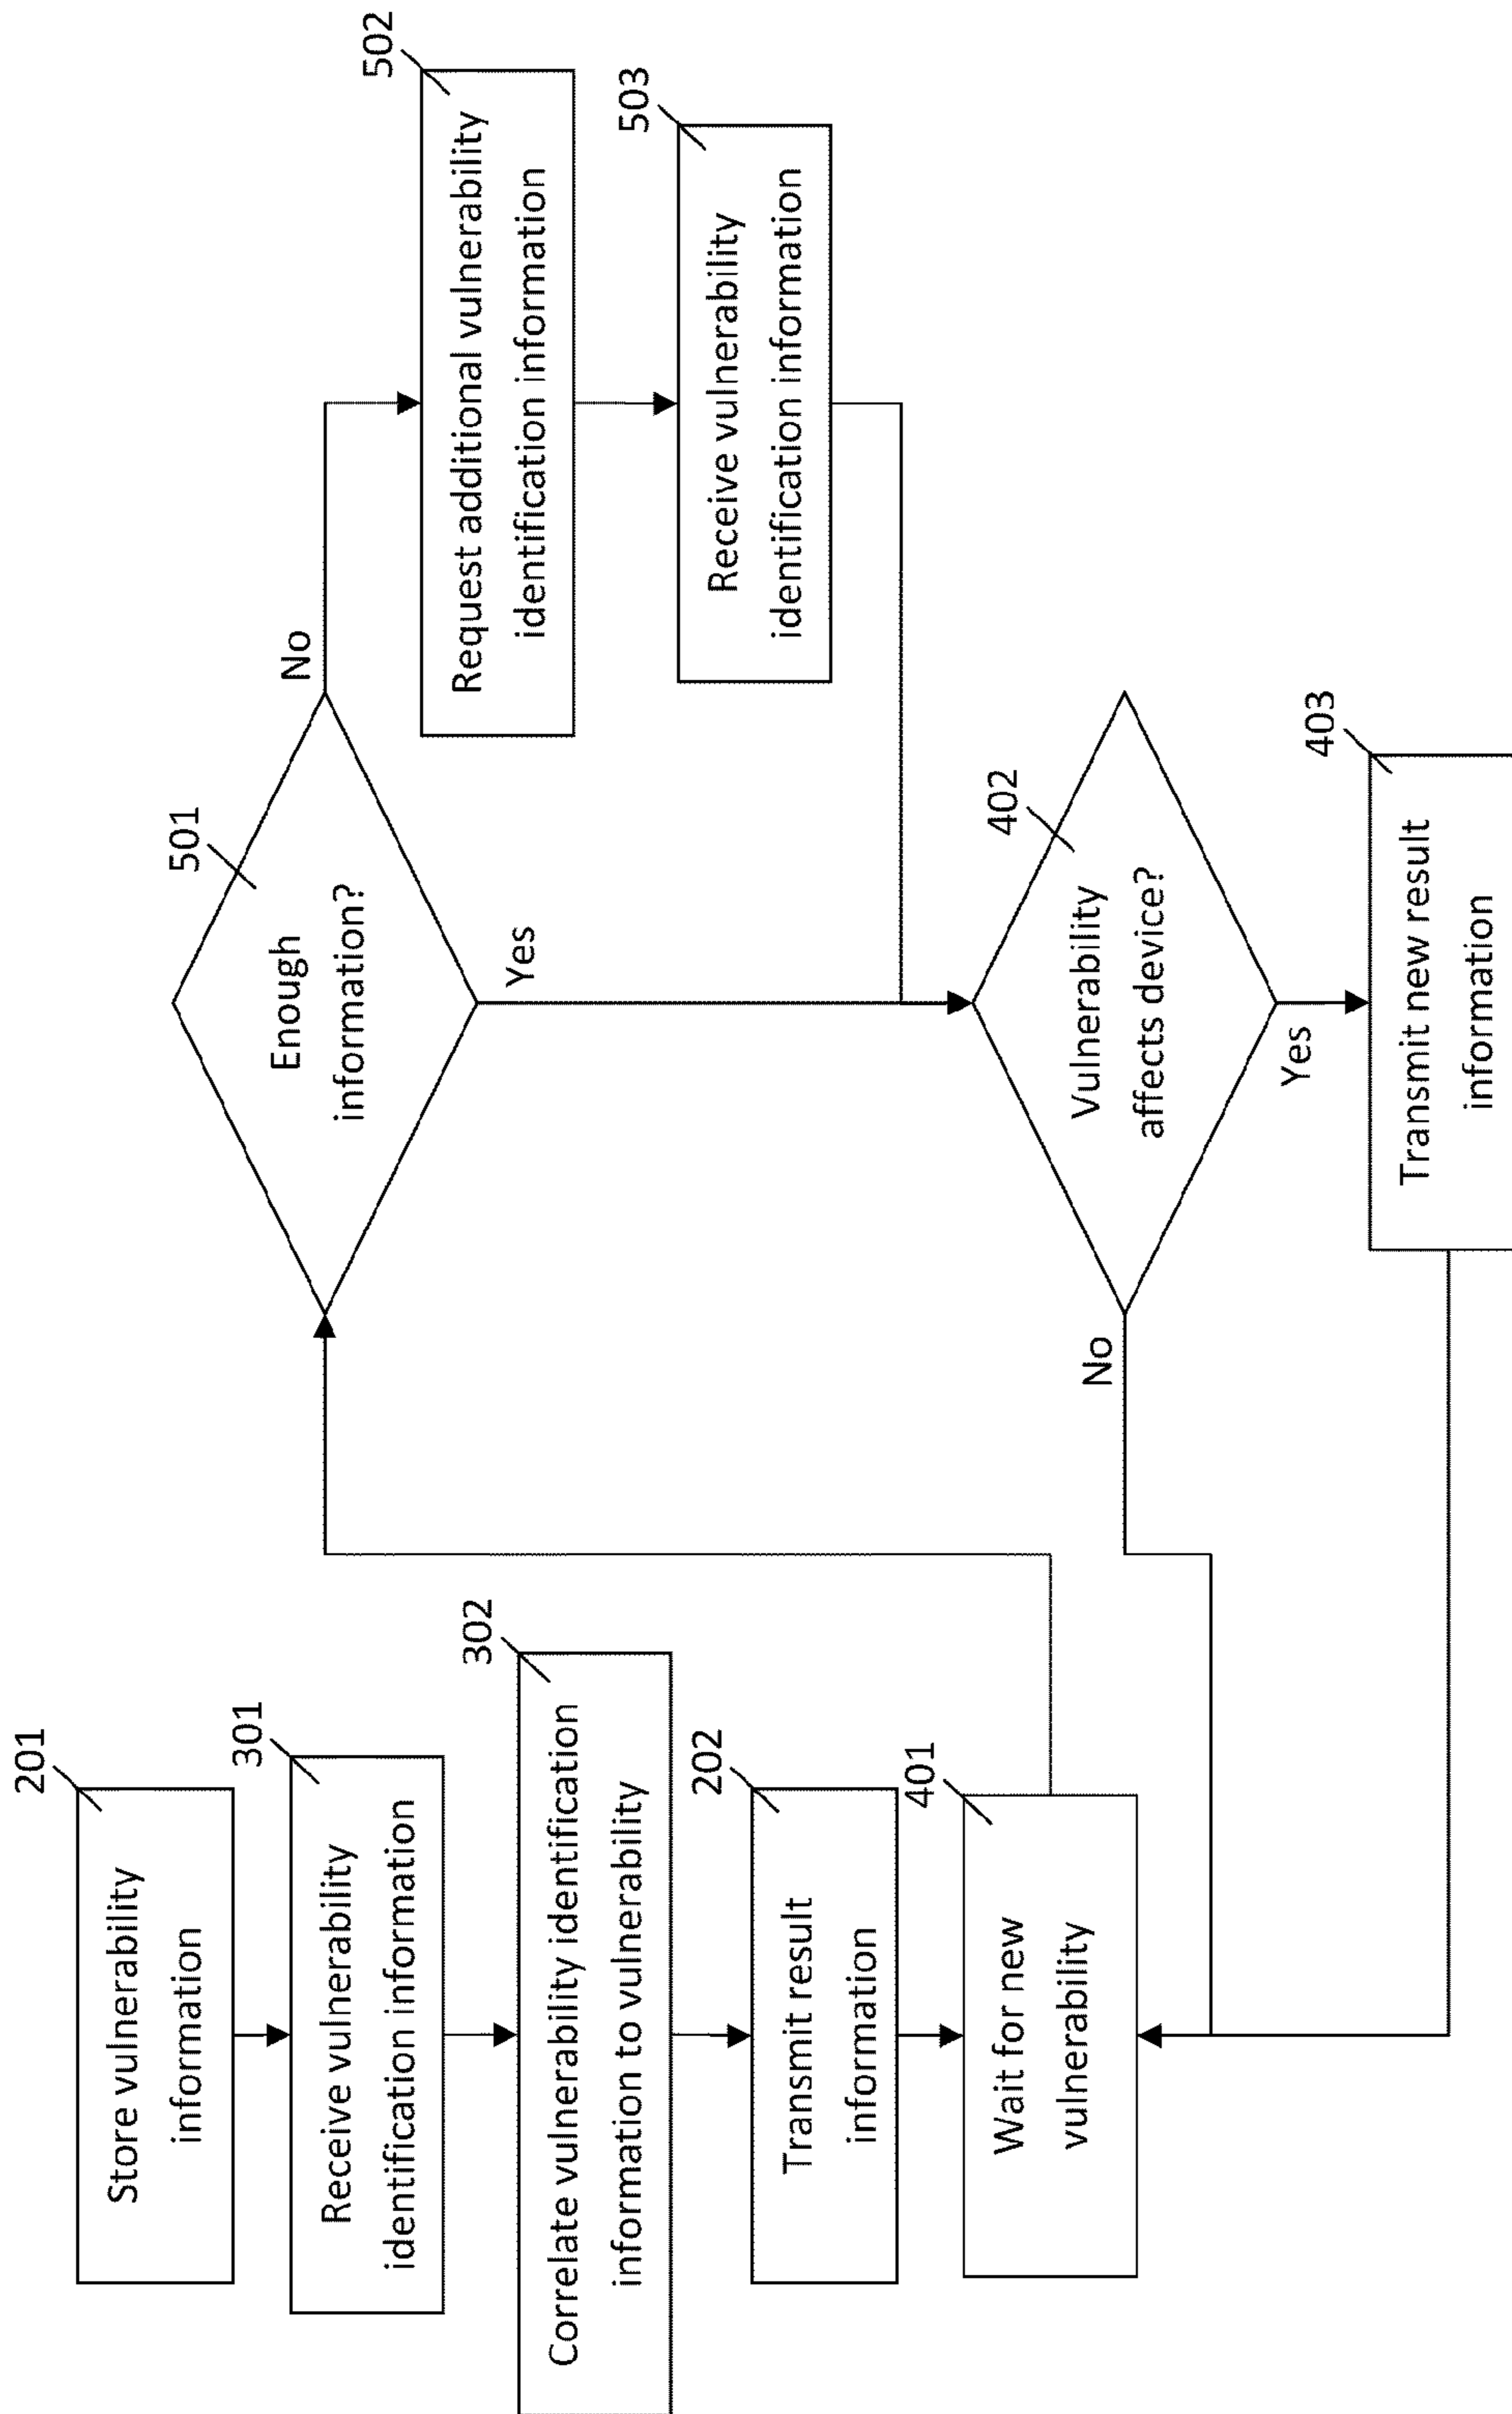 201
Store vulnerability
information
301
Receive vulnerability
identification information
302
Correlate vulnerability identification
information to vulnerability
202
Transmit result
information
401
Wait for new
vulnerability
501
Enough
information?
No
Yes
502
Request additional vulnerability
identification information
503
Receive vulnerability
identification information
402
Vulnerability
affects device?
No
Yes
403
Transmit new result
information